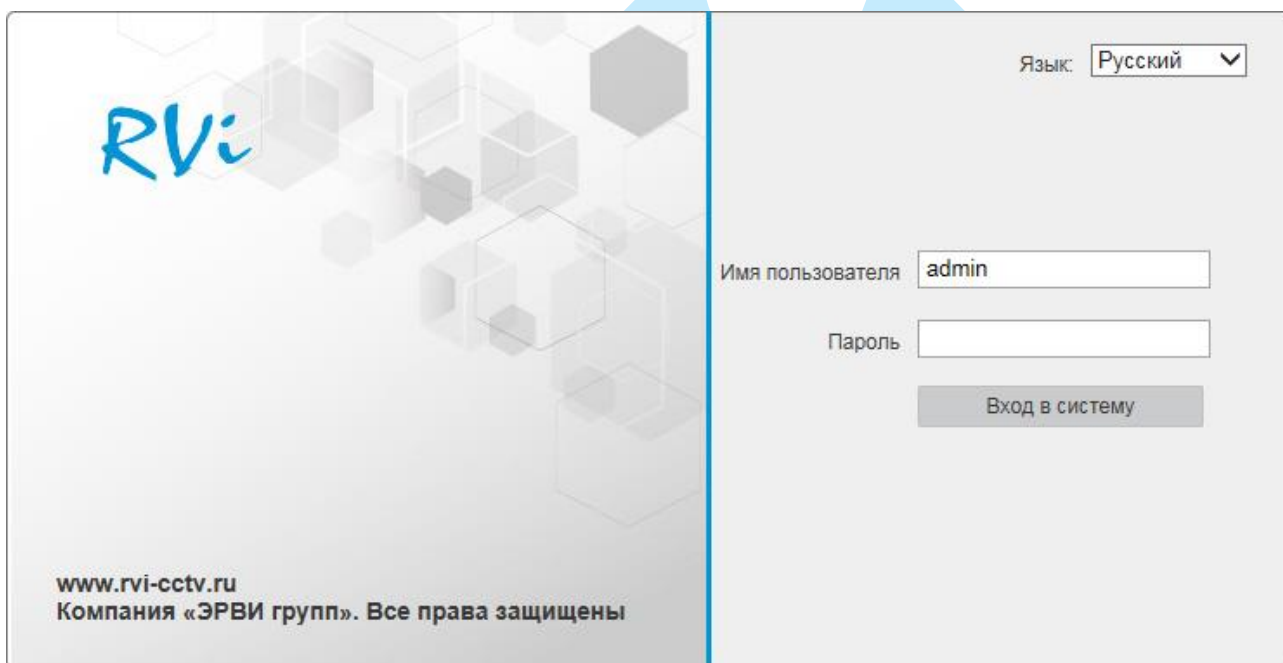 RVi
Язык: Русский
Имя пользователя admin
Пароль
Вход в систему
www.rvi-cctv.ru
Компания «ЭРВИ групп». Все права защищены